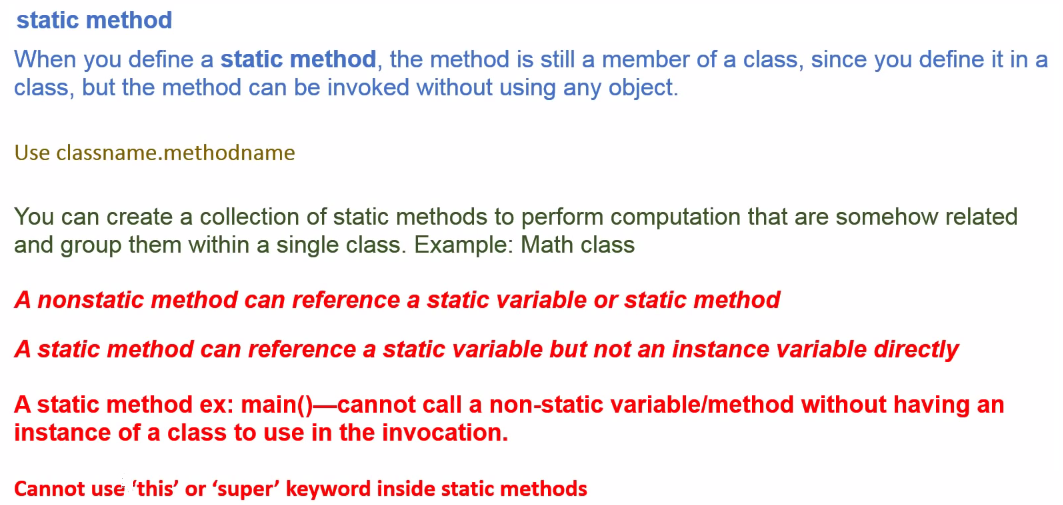 static method
When you define a static method, the method is still a member of a class, since you define it in a
class, but the method can be invoked without using any object.
Use classname.methodname
You can create a collection of static methods to perform computation that are somehow related
and group them within a single class. Example: Math class
A nonstatic method can reference a static variable or static method
A static method can reference a static variable but not an instance variable directly
A static method ex: main()—cannot call a non-static variable/method without having an
instance of a class to use in the invocation.
Cannot use ‘this’ or ‘super’ keyword inside static methods